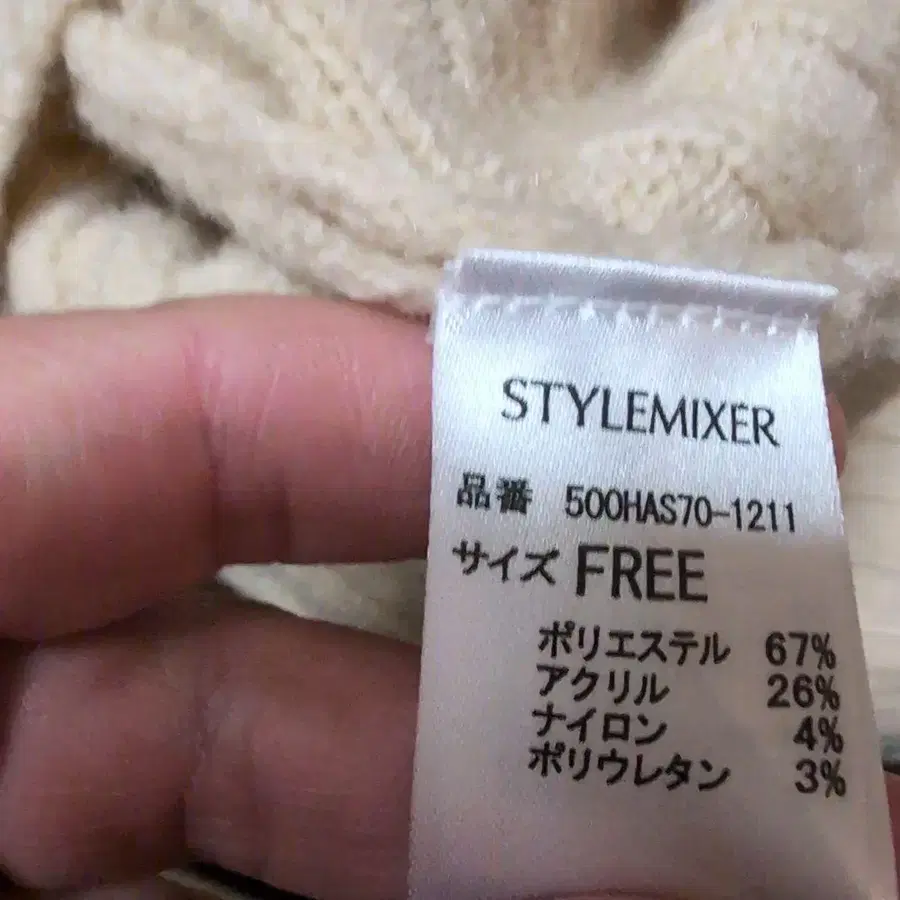 STYLEMIXER
品番 500HAS70-1211
サイズ FREE
ポリエステル 67%
アクリル 26%
ナイロン 4%
ポリウレタン 3%